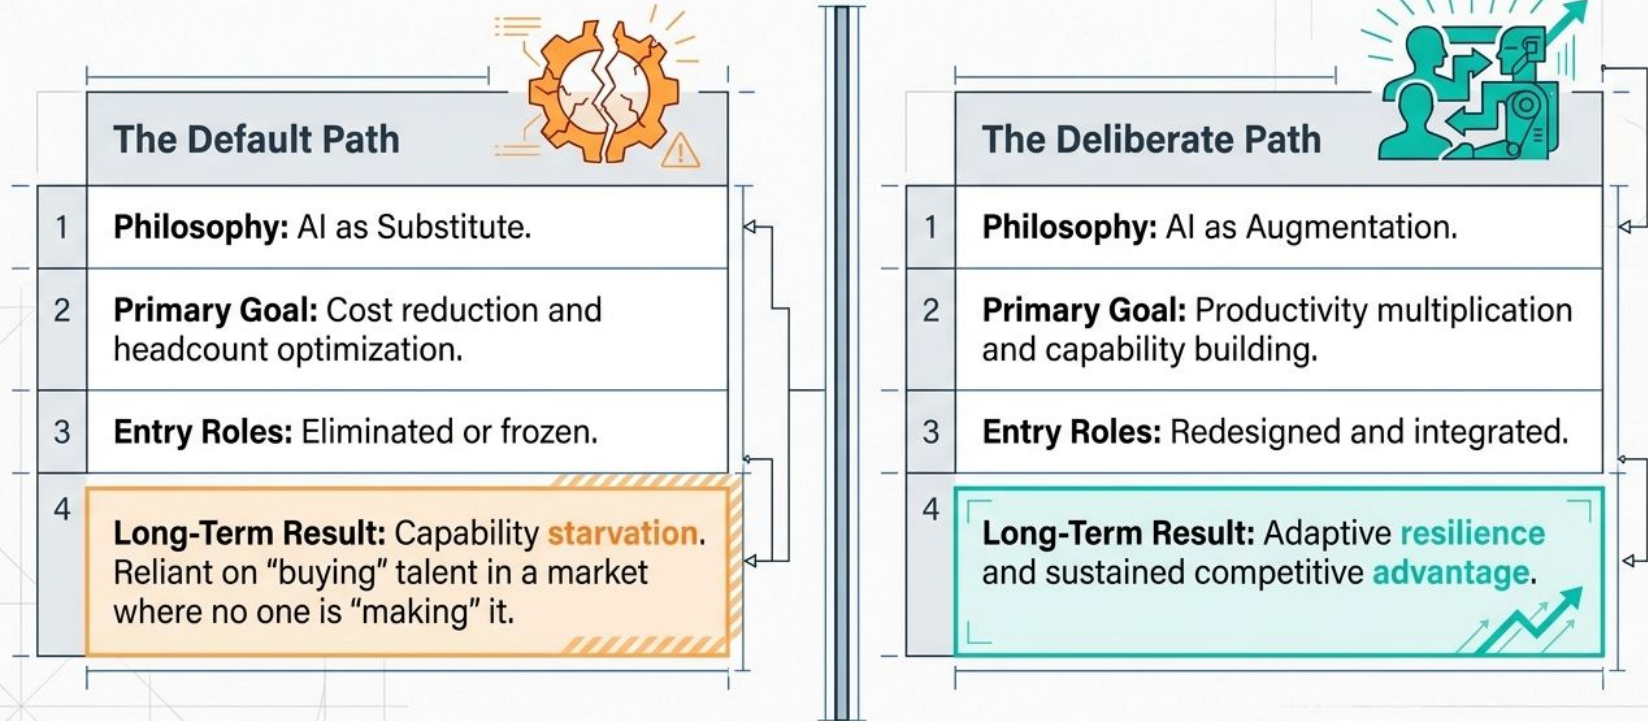 The Default Path
1
Philosophy: AI as Substitute.
2
Primary Goal: Cost reduction and
headcount optimization.
3
Entry Roles: Eliminated or frozen.
4
Long-Term Result: Capability starvation.
Reliant on “buying” talent in a market
where no one is “making” it.
The Deliberate Path
1
Philosophy: AI as Augmentation.
2
Primary Goal: Productivity multiplication
and capability building.
3
Entry Roles: Redesigned and integrated.
4
Long-Term Result: Adaptive resilience
and sustained competitive advantage.